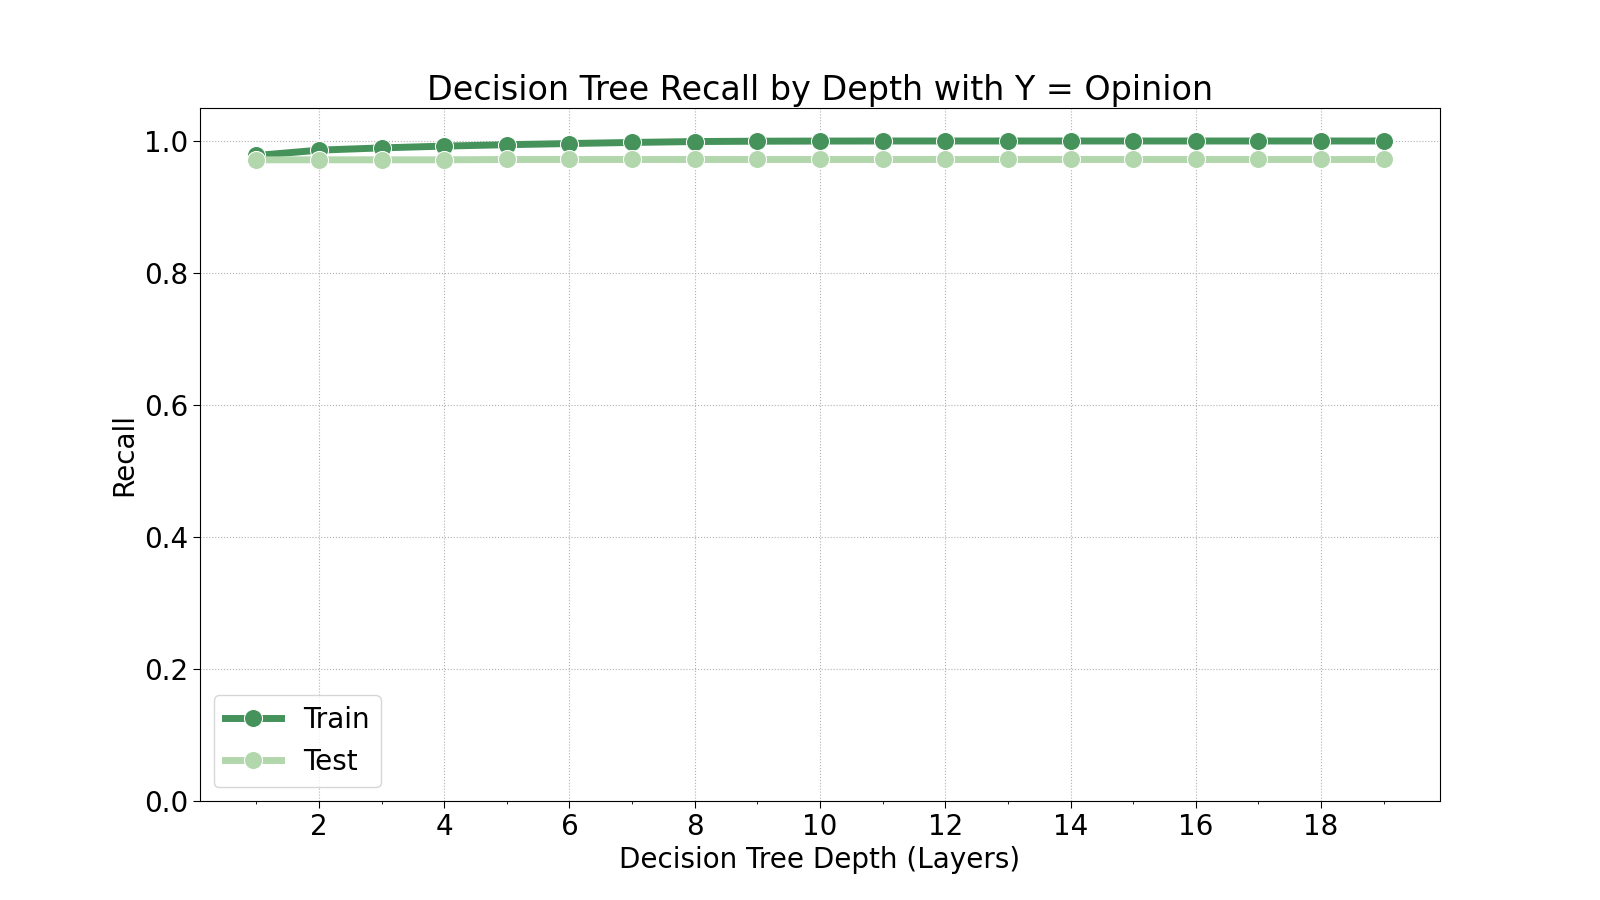 Decision Tree Recall by Depth with Y = Opinion
1.0
0.8
0.6
0.4
0.2
0.0
Recall
Train
Test
2 4 6 8 10 12 14 16 18
Decision Tree Depth (Layers)